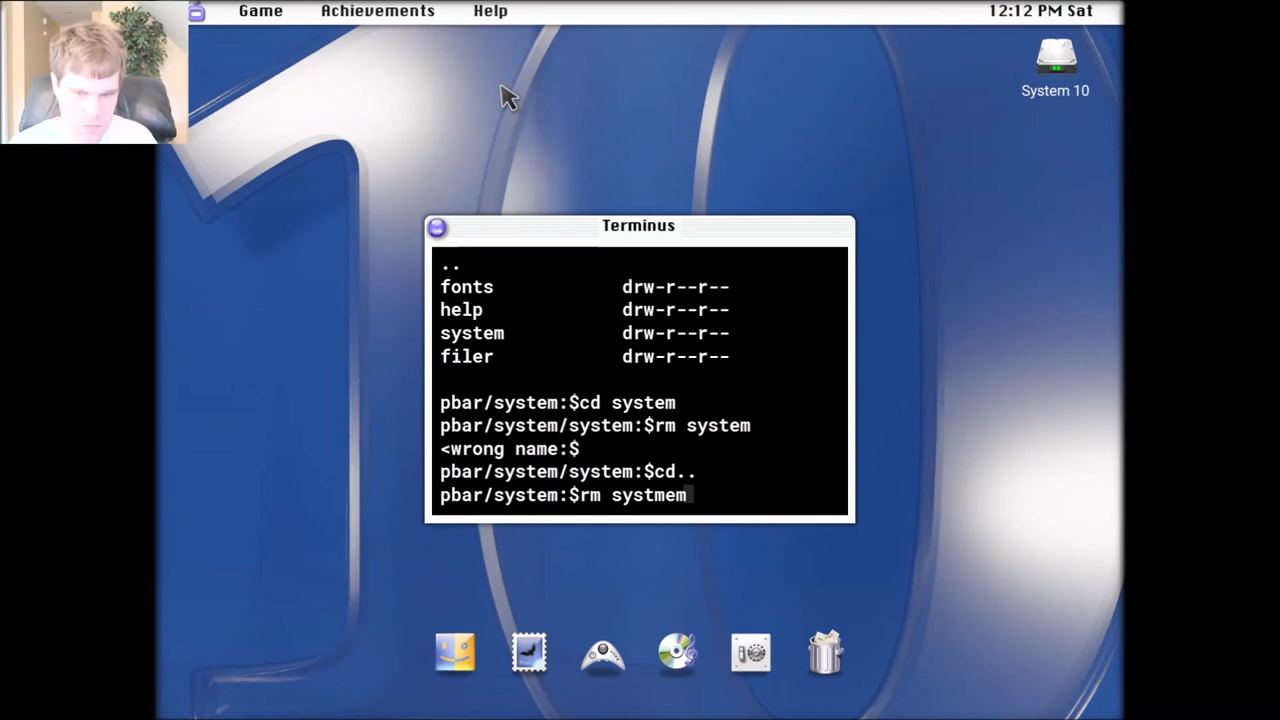 Game Achievements Help 12:12 PM Sat
System 10
Terminus
..
fonts drw-r--r--
help drw-r--r--
system drw-r--r--
filer drw-r--r--
pbar/system:$cd system
pbar/system/system:$rm system
<wrong name:$
pbar/system/system:$cd..
pbar/system:$rm systmem